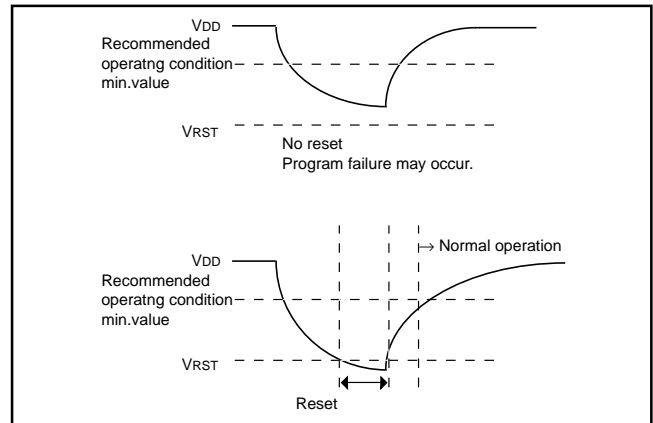 VDD
Recommended
operatng condition
min.value
VRST
No reset
Program failure may occur.
→ Normal operation
VDD
Recommended
operatng condition
min.value
VRST
Reset